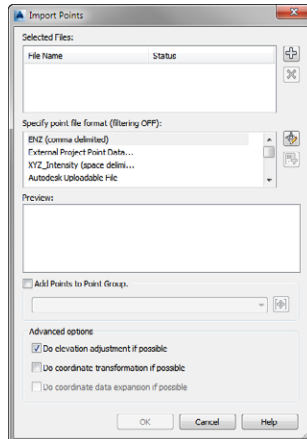 Import Points
Selected Files:
File Name Status
Specify point file format (filtering OFF):
ENZ (comma delimited)
External Project Point Data...
XYZ_Intensity (space delimi...
Autodesk Uploadable File
Preview:
Add Points to Point Group.
Advanced options
Do elevation adjustment if possible
Do coordinate transformation if possible
Do coordinate data expansion if possible
OK Cancel Help